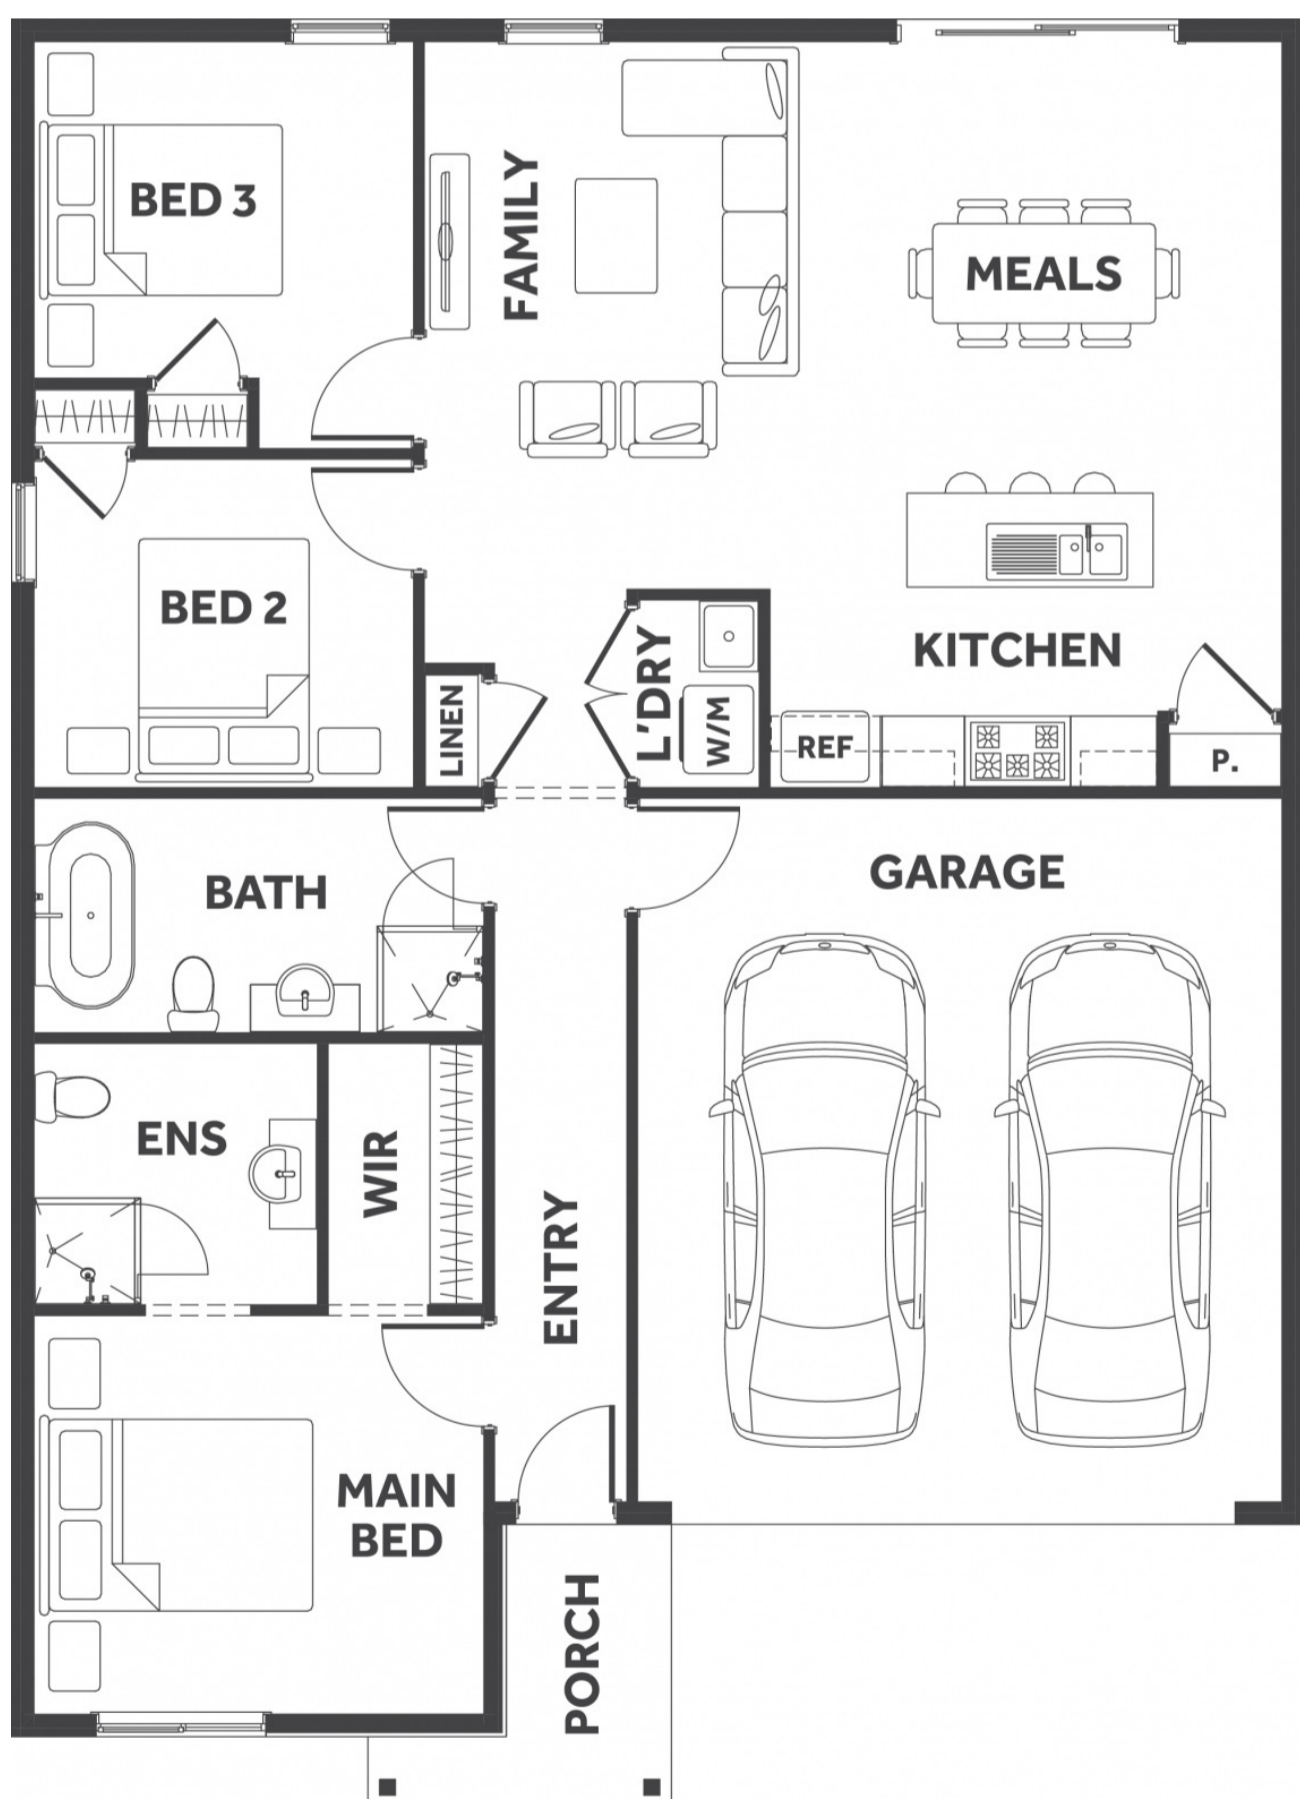 BED 3
FAMILY
MEALS
BED 2
KITCHEN
LINEN
L'DRY
W/M
REF
P.
BATH
GARAGE
ENS
WIR
ENTRY
MAIN
BED
PORCH